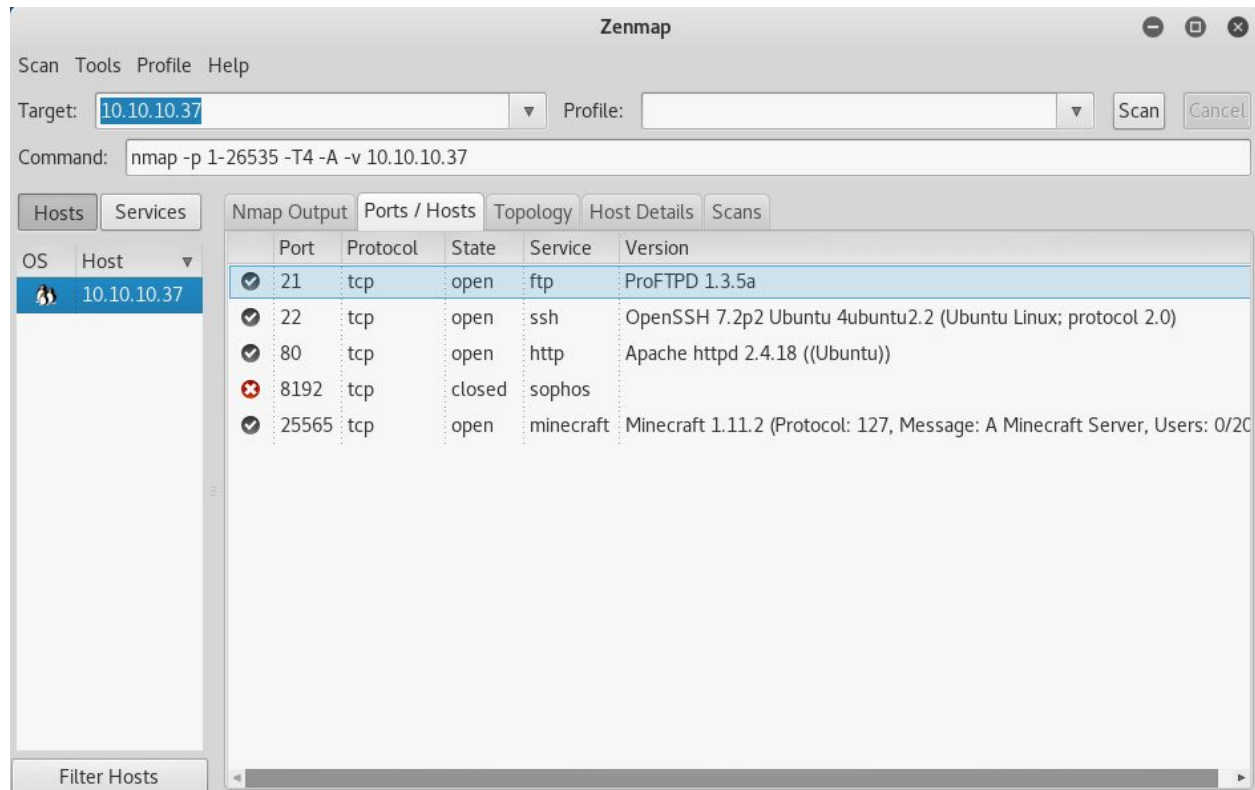 Zenmap
Scan Tools Profile Help
Target: 10.10.10.37 Profile: Scan Cancel
Command: nmap -p 1-26535 -T4 -A -v 10.10.10.37
Hosts Services Nmap Output Ports / Hosts Topology Host Details Scans
OS Host Port Protocol State Service Version
10.10.10.37
21 tcp open ftp ProFTPD 1.3.5a
22 tcp open ssh OpenSSH 7.2p2 Ubuntu 4ubuntu2.2 (Ubuntu Linux; protocol 2.0)
80 tcp open http Apache httpd 2.4.18 ((Ubuntu))
8192 tcp closed sophos
25565 tcp open minecraft Minecraft 1.11.2 (Protocol: 127, Message: A Minecraft Server, Users: 0/20
Filter Hosts